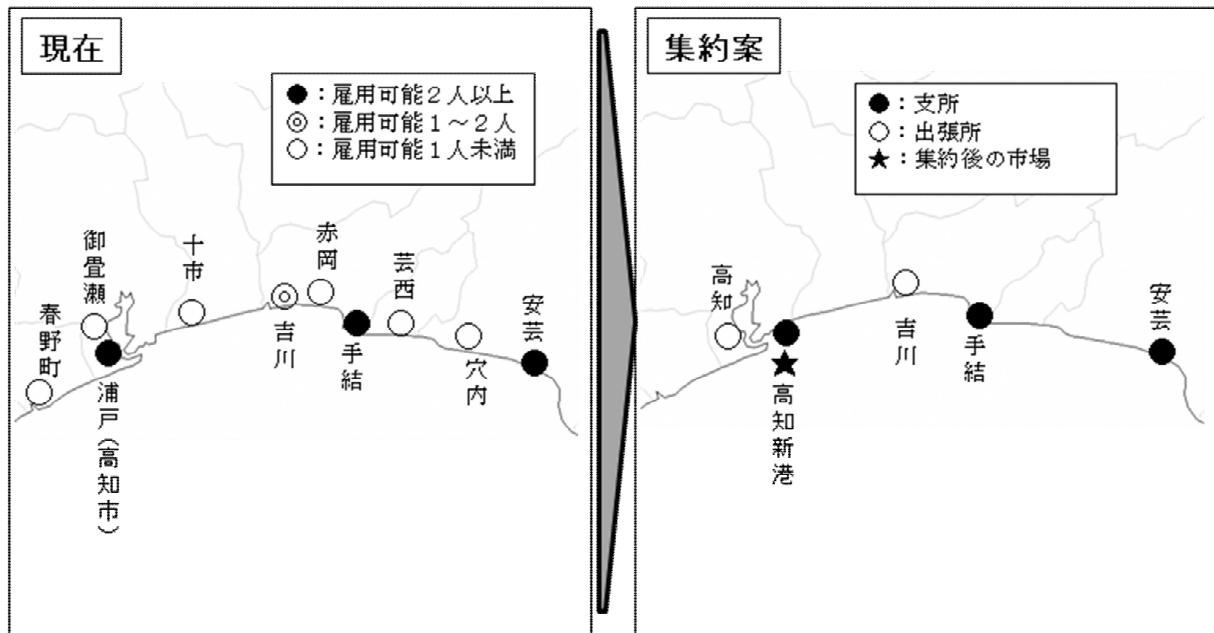 現在
●：雇用可能２人以上
◎：雇用可能１～２人
○：雇用可能１人未満
春野町
御畳瀬
浦戸（高知市）
十市
吉川
赤岡
手結
芸西
穴内
安芸
集約案
●：支所
○：出張所
★：集約後の市場
高知
高知新港
吉川
手結
安芸